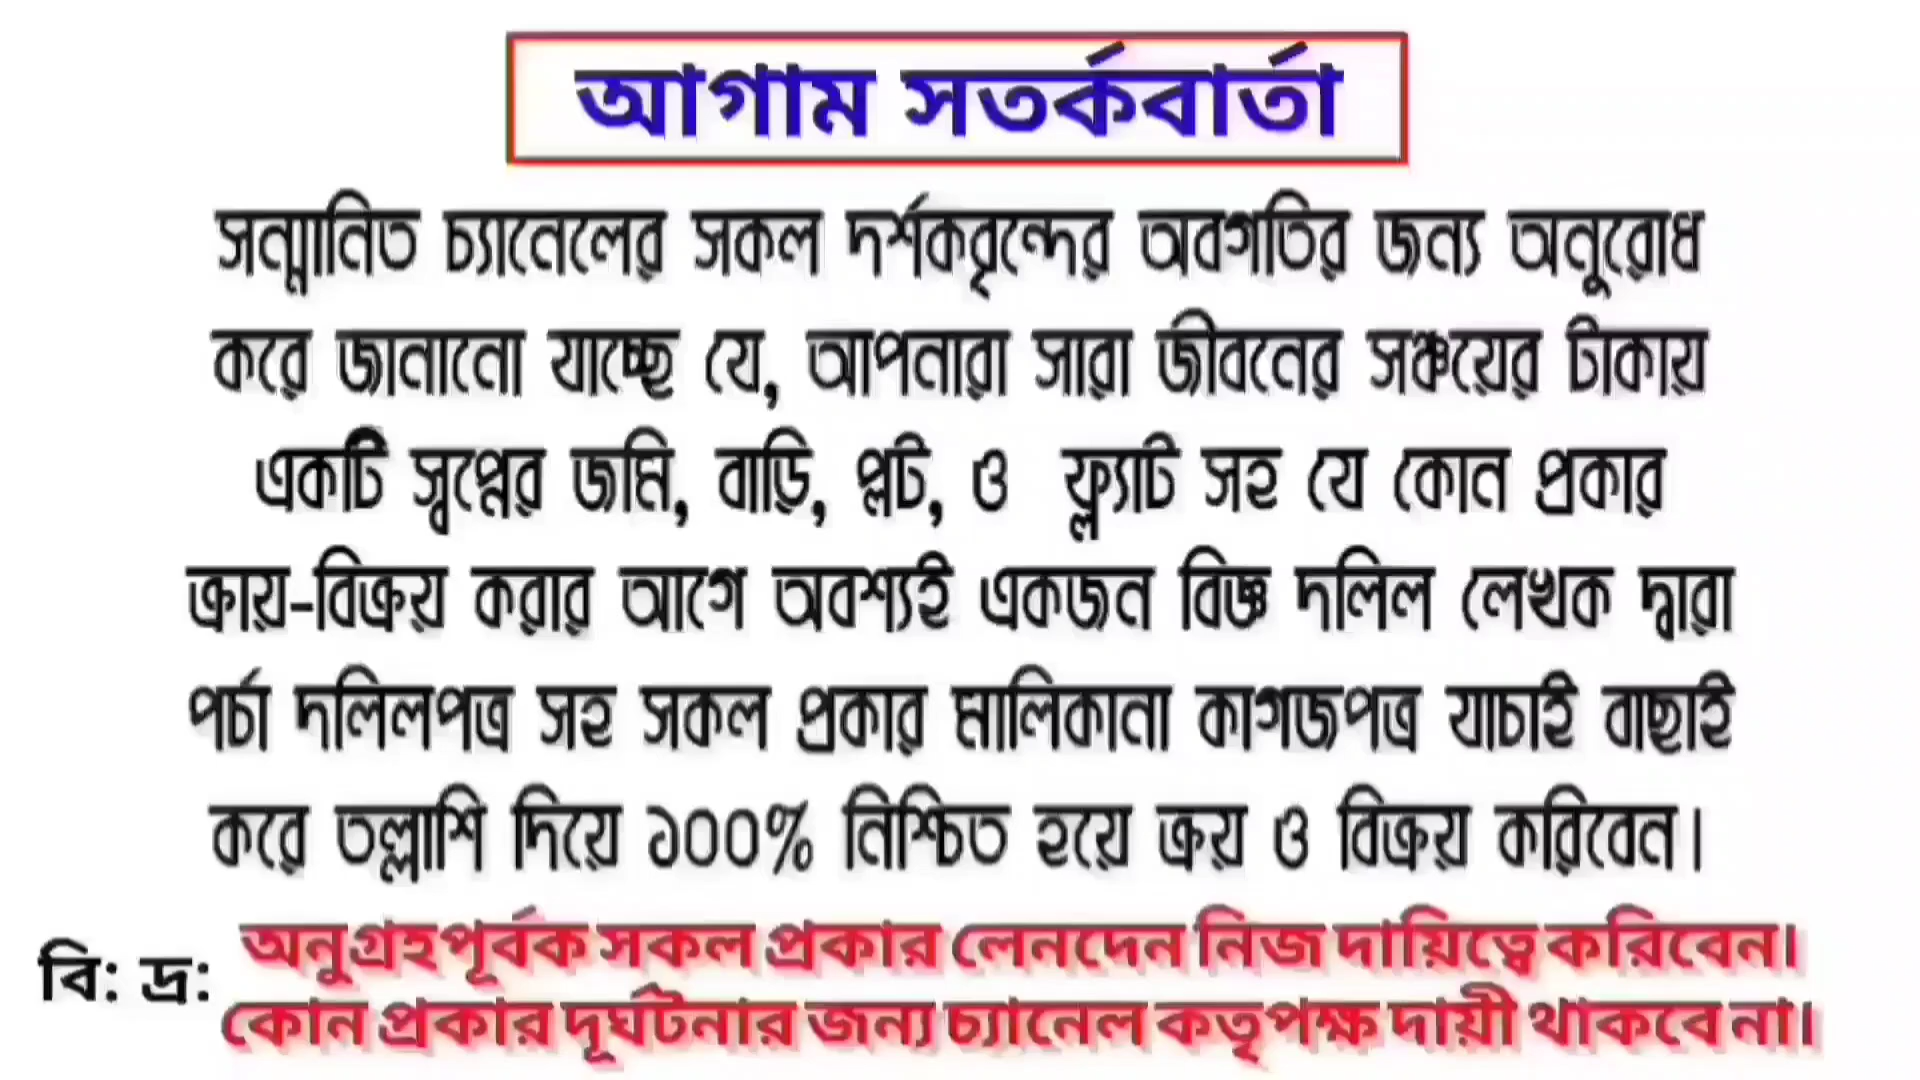 আগাম সতর্কবার্তা
সন্মানিত চ্যানেলের সকল দর্শকবৃন্দের অবগতির জন্য অনুরোধ
করে জানানো যাচ্ছে যে, আপনারা সারা জীবনের সঞ্চয়ের টাকায়
একটি স্বপ্নের জমি, বাড়ি, প্লট, ও ফ্ল্যাট সহ যে কোন প্রকার
ক্রায়-বিক্রয় করার আগে অবশ্যই একজন বিজ্ঞ দলিল লেখক দ্বারা
পর্চা দলিলপত্র সহ সকল প্রকার মালিকানা কাগজপত্র যাচাই বাছাই
করে তল্লাশি দিয়ে ১০০% নিশ্চিত হয়ে ক্রয় ও বিক্রয় করিবেন।
বি: দ্র: অনুগ্রহপূর্বক সকল প্রকার লেনদেন নিজ দায়িত্বে করিবেন।
কোন প্রকার দূর্ঘটনার জন্য চ্যানেল কতৃপক্ষ দায়ী থাকবে না।